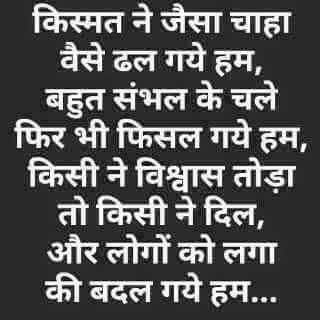 किस्मत ने जैसा चाहा
वैसे ढल गये हम,
बहुत संभल के चले
फिर भी फिसल गये हम,
किसी ने विश्वास तोड़ा
तो किसी ने दिल,
और लोगों को लगा
की बदल गये हम...